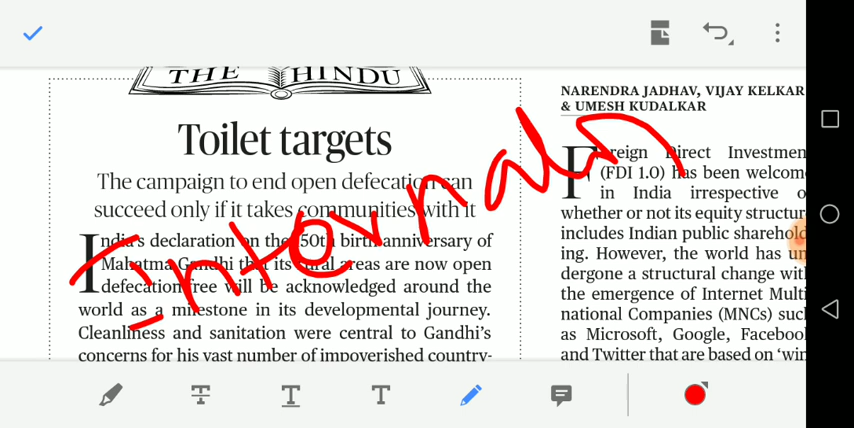 THE HINDU
Toilet targets
The campaign to end open defecation can
succeed only if it takes communities with it
India's declaration on the 150th birth anniversary of
Mahatma Gandhi that its rural areas are now open
defecation-free will be acknowledged around the
world as a milestone in its developmental journey.
Cleanliness and sanitation were central to Gandhi's
concerns for his vast number of impoverished country-
NARENDRA JADHAV, VIJAY KELKAR
& UMESH KUDALKAR
Foreign Direct Investmen
(FDI 1.0) has been welcom
in India irrespective o
whether or not its equity structur
includes Indian public sharehold
ing. However, the world has un
dergone a structural change with
the emergence of Internet Multi
national Companies (MNCs) suc
as Microsoft, Google, Faceboo
and Twitter that are based on 'win